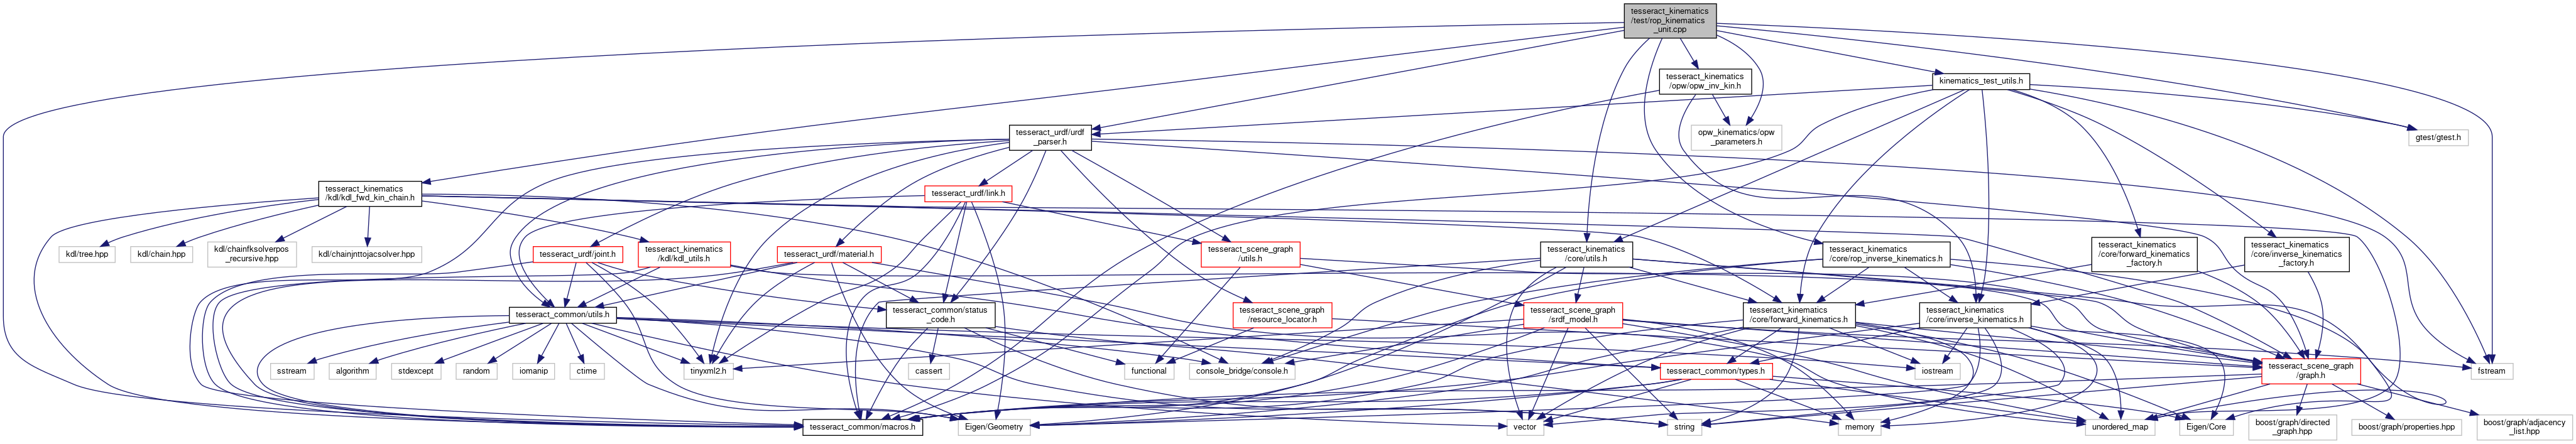 tesseract_kinematics
/test/rop_kinematics
_unit.cpp
tesseract_kinematics
/opw/opw_inv_kin.h
kinematics_test_utils.h
tesseract_urdf/urdf
_parser.h
opw_kinematics/opw
_parameters.h
gtest/gtest.h
tesseract_kinematics
/kdl/kdl_fwd_kin_chain.h
tesseract_urdf/link.h
kdl/tree.hpp
kdl/chain.hpp
kdl/chainfksolverpos
_recursive.hpp
kdl/chainjnttojacsolver.hpp
tesseract_urdf/joint.h
tesseract_kinematics
/kdl/kdl_utils.h
tesseract_urdf/material.h
tesseract_scene_graph
/utils.h
tesseract_kinematics
/core/utils.h
tesseract_kinematics
/core/rop_inverse_kinematics.h
tesseract_kinematics
/core/forward_kinematics
_factory.h
tesseract_kinematics
/core/inverse_kinematics
_factory.h
tesseract_common/utils.h
tesseract_common/status
_code.h
tesseract_scene_graph
/resource_locator.h
tesseract_scene_graph
/srdf_model.h
tesseract_kinematics
/core/forward_kinematics.h
tesseract_kinematics
/core/inverse_kinematics.h
sstream
algorithm
stdexcept
random
iomanip
ctime
tinyxml2.h
cassert
functional
console_bridge/console.h
tesseract_common/types.h
iostream
tesseract_scene_graph
/graph.h
fstream
tesseract_common/macros.h
Eigen/Geometry
vector
string
memory
unordered_map
Eigen/Core
boost/graph/directed
_graph.hpp
boost/graph/properties.hpp
boost/graph/adjacency
_list.hpp